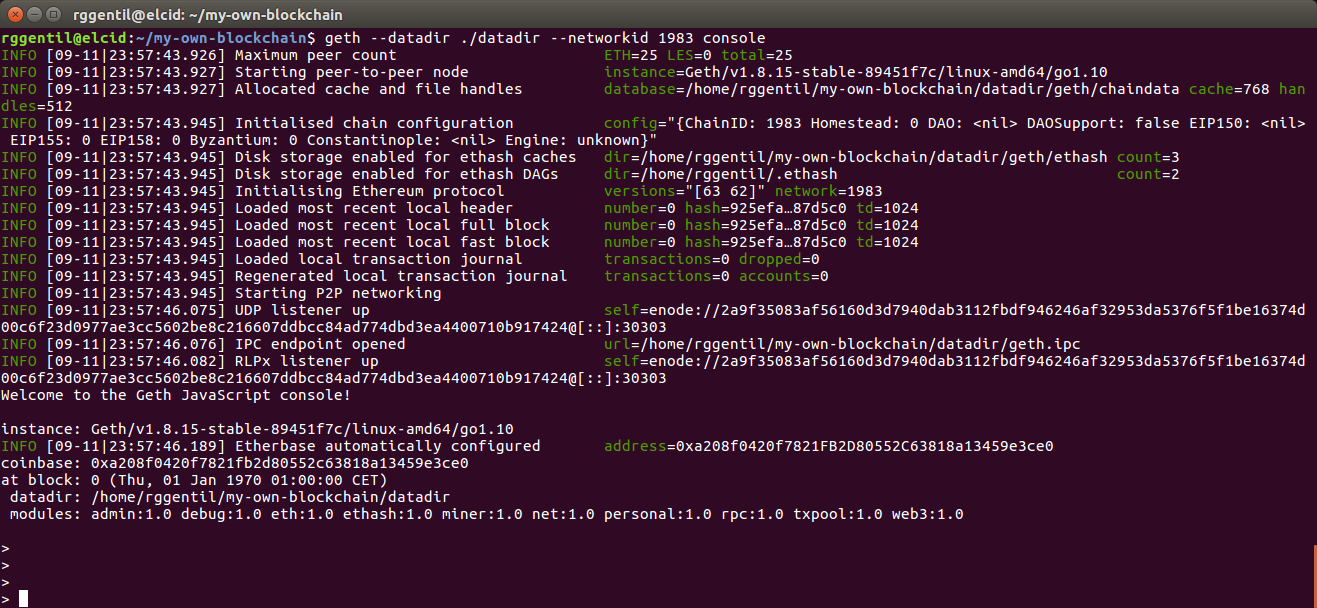 rggentil@elcid: ~/my-own-blockchain
rggentil@elcid:~/my-own-blockchain$ geth --datadir ./datadir --networkid 1983 console
INFO [09-11|23:57:43.926] Maximum peer count                       ETH=25 LES=0 total=25
INFO [09-11|23:57:43.927] Starting peer-to-peer node               instance=Geth/v1.8.15-stable-89451f7c/linux-amd64/go1.10
INFO [09-11|23:57:43.927] Allocated cache and file handles         database=/home/rggentil/my-own-blockchain/datadir/geth/chaindata cache=768 han
dles=512
INFO [09-11|23:57:43.945] Initialised chain configuration          config="{ChainID: 1983 Homestead: 0 DAO: <nil> DAOSupport: false EIP150: <nil>
 EIP155: 0 EIP158: 0 Byzantium: 0 Constantinople: <nil> Engine: unknown}"
INFO [09-11|23:57:43.945] Disk storage enabled for ethash caches   dir=/home/rggentil/my-own-blockchain/datadir/geth/ethash count=3
INFO [09-11|23:57:43.945] Disk storage enabled for ethash DAGs     dir=/home/rggentil/.ethash                               count=2
INFO [09-11|23:57:43.945] Initialising Ethereum protocol           versions="[63 62]" network=1983
INFO [09-11|23:57:43.945] Loaded most recent local header          number=0 hash=925efa…87d5c0 td=1024
INFO [09-11|23:57:43.945] Loaded most recent local full block      number=0 hash=925efa…87d5c0 td=1024
INFO [09-11|23:57:43.945] Loaded most recent local fast block      number=0 hash=925efa…87d5c0 td=1024
INFO [09-11|23:57:43.945] Loaded local transaction journal         transactions=0 dropped=0
INFO [09-11|23:57:43.945] Regenerated local transaction journal    transactions=0 accounts=0
INFO [09-11|23:57:43.945] Starting P2P networking
INFO [09-11|23:57:46.075] UDP listener up                          self=enode://2a9f35083af56160d3d7940dab3112fbdf946246af32953da5376f5f1be16374d
00c6f23d0977ae3cc5602be8c216607ddbcc84ad774dbd3ea4400710b917424@[::]:30303
INFO [09-11|23:57:46.076] IPC endpoint opened                      url=/home/rggentil/my-own-blockchain/datadir/geth.ipc
INFO [09-11|23:57:46.082] RLPx listener up                         self=enode://2a9f35083af56160d3d7940dab3112fbdf946246af32953da5376f5f1be16374d
00c6f23d0977ae3cc5602be8c216607ddbcc84ad774dbd3ea4400710b917424@[::]:30303
Welcome to the Geth JavaScript console!

instance: Geth/v1.8.15-stable-89451f7c/linux-amd64/go1.10
INFO [09-11|23:57:46.189] Etherbase automatically configured       address=0xa208f0420f7821FB2D80552C63818a13459e3ce0
coinbase: 0xa208f0420f7821fb2d80552c63818a13459e3ce0
at block: 0 (Thu, 01 Jan 1970 01:00:00 CET)
 datadir: /home/rggentil/my-own-blockchain/datadir
 modules: admin:1.0 debug:1.0 eth:1.0 ethash:1.0 miner:1.0 net:1.0 personal:1.0 rpc:1.0 txpool:1.0 web3:1.0

>
>
>
>